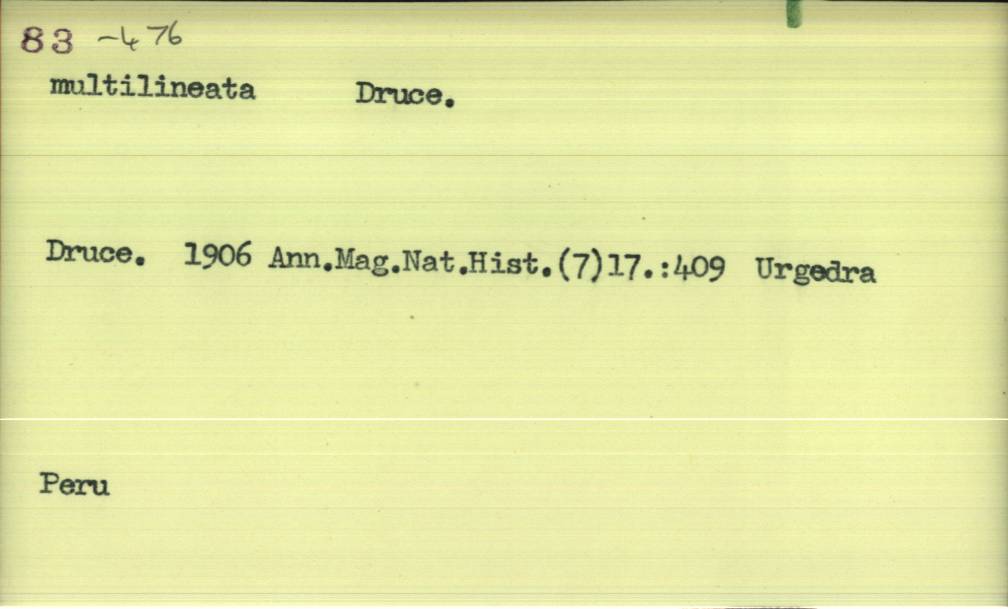 83 -476
multilineata Druce.
Druce. 1906 Ann.Mag.Nat.Hist.(7)17.:409 Urgedra
Peru